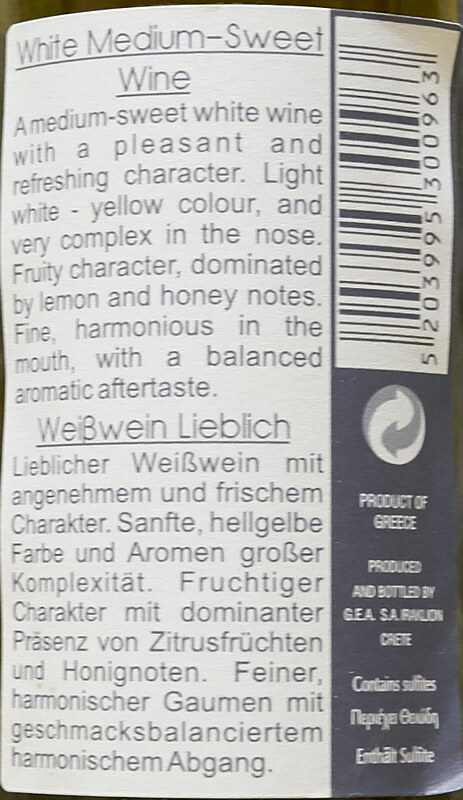 White Medium-Sweet
Wine
A medium-sweet white wine
with a pleasant and
refreshing character. Light
white - yellow colour, and
very complex in the nose.
Fruity character, dominated
by lemon and honey notes.
Fine, harmonious in the
mouth, with a balanced
aromatic aftertaste.
Weißwein Lieblich
Lieblicher Weißwein mit
angenehmem und frischem
Charakter. Sanfte, hellgelbe
Farbe und Aromen großer
Komplexität. Fruchtiger
Charakter mit dominanter
Präsenz von Zitrusfrüchten
und Honignoten. Feiner,
harmonischer Gaumen mit
geschmacksbalanciertem
harmonischem Abgang.
5 203995 300963
PRODUCT OF
GREECE
PRODUCED
AND BOTTLED BY
G.E.A. S.A. IRAKLION
CRETE
Contains sulfites
Περιέχει Θειώδη
Enthält Sulfite